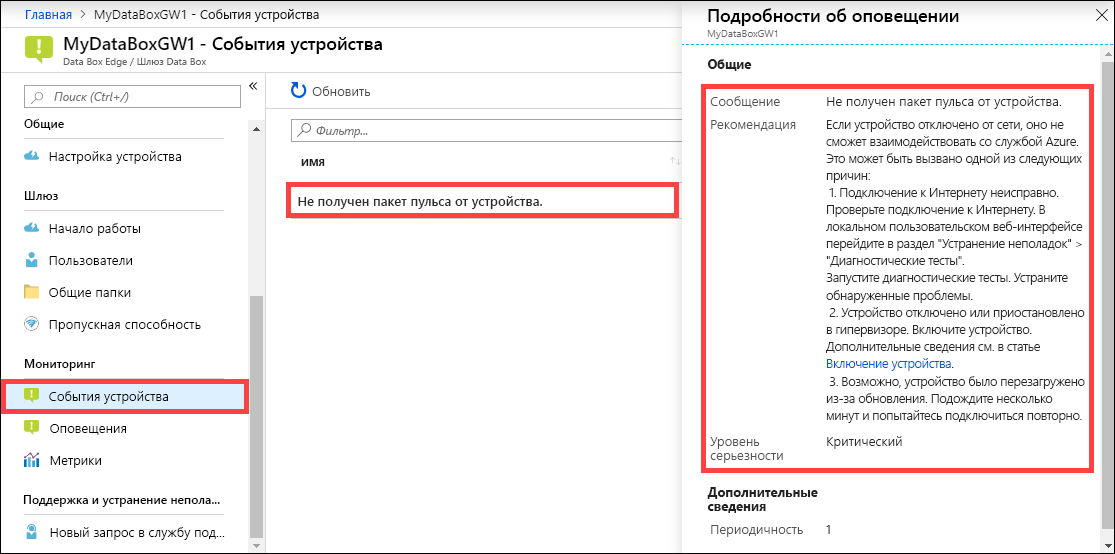 Главная > MyDataBoxGW1 - События устройства
MyDataBoxGW1 - События устройства
Data Box Edge / Шлюз Data Box
Поиск (Ctrl+/)
«
Общие
Настройка устройства
Шлюз
Начало работы
Пользователи
Общие папки
Пропускная способность
Мониторинг
События устройства
Оповещения
Метрики
Поддержка и устранение непола...
Новый запрос в службу под...
Обновить
Фильтр...
ИМЯ
Не получен пакет пульса от устройства.
Подробности об оповещении
MyDataBoxGW1
Общие
Сообщение Не получен пакет пульса от устройства.
Рекомендация Если устройство отключено от сети, оно не
сможет взаимодействовать со службой Azure.
Это может быть вызвано одной из следующих
причин:
1. Подключение к Интернету неисправно.
Проверьте подключение к Интернету. В
локальном пользовательском веб-интерфейсе
перейдите в раздел "Устранение неполадок" >
"Диагностические тесты".
Запустите диагностические тесты. Устраните
обнаруженные проблемы.
2. Устройство отключено или приостановлено
в гипервизоре. Включите устройство.
Дополнительные сведения см. в статье
Включение устройства.
3. Возможно, устройство было перезагружено
из-за обновления. Подождите несколько
минут и попытайтесь подключиться повторно.
Уровень Критический
серьезности
Дополнительные
сведения
Периодичность 1